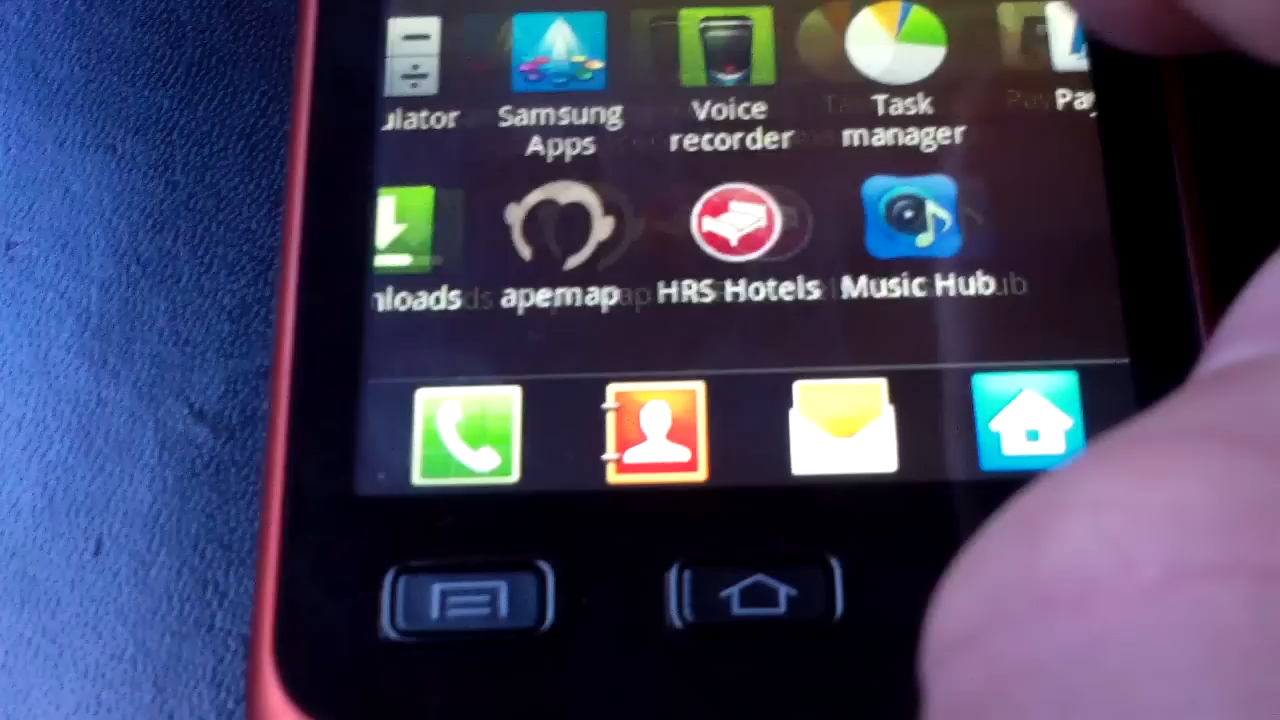 ulator
Samsung
Apps
Voice
recorder
Task
manager
Pay
nloads
apemap
HRS Hotels
Music Hub